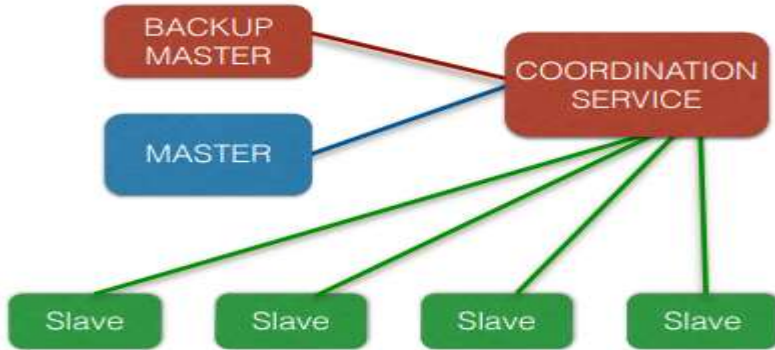 BACKUP
MASTER
COORDINATION
SERVICE
MASTER
Slave
Slave
Slave
Slave